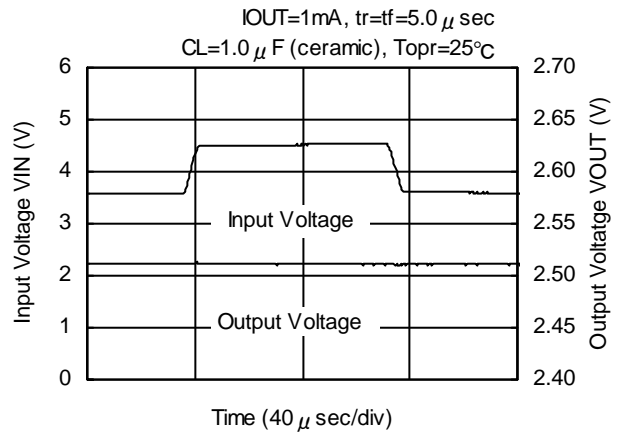 IOUT=1mA, tr=tf=5.0 μ sec
CL=1.0 μ F (ceramic), Topr=25°C
Input Voltage VIN (V)
6
5
4
3
2
1
0
Input Voltage
Output Voltage
2.70
2.65
2.60
2.55
2.50
2.45
2.40
Output Voltatge VOUT (V)
Time (40 μ sec/div)